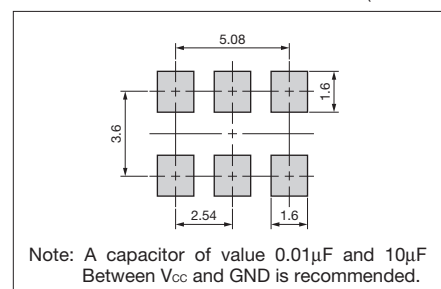 5.08
1.6
3.6
2.54
1.6
Note: A capacitor of value 0.01μF and 10μF
Between Vcc and GND is recommended.